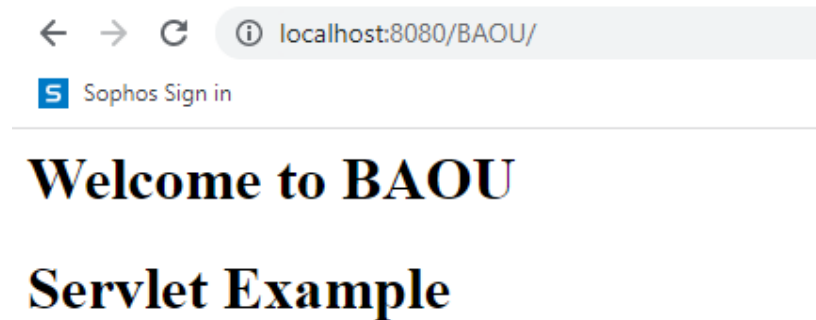 localhost:8080/BAOU/
S Sophos Sign in
Welcome to BAOU
Servlet Example